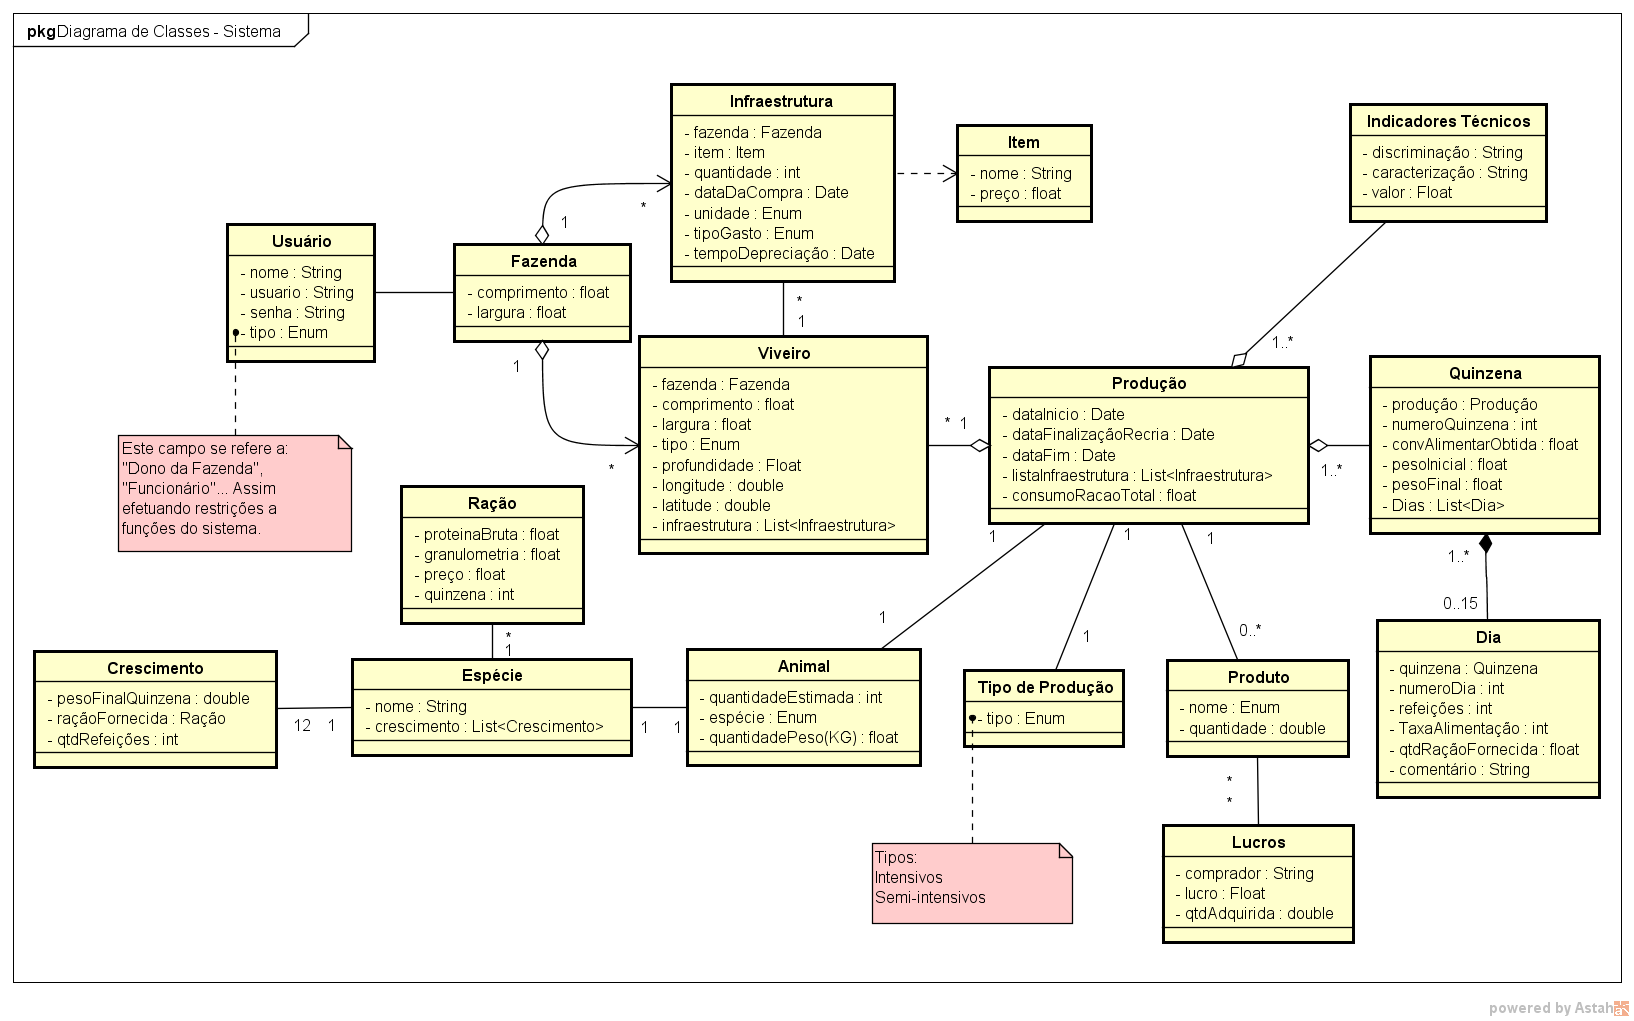 pkg Diagrama de Classes - Sistema
Infraestrutura
- fazenda : Fazenda
- item : Item
- quantidade : int
- dataDaCompra : Date
- unidade : Enum
- tipoGasto : Enum
- tempoDepreciação : Date
Item
- nome : String
- preço : float
Indicadores Técnicos
- discriminação : String
- caracterização : String
- valor : Float
Usuário
- nome : String
- usuario : String
- senha : String
- tipo : Enum
Fazenda
- comprimento : float
- largura : float
1
*
1
*
*
1
Viveiro
- fazenda : Fazenda
- comprimento : float
- largura : float
- tipo : Enum
- profundidade : Float
- longitude : double
- latitude : double
- infraestrutura : List<Infraestrutura>
* 1
Produção
- dataInicio : Date
- dataFinalizaçãoRecria : Date
- dataFim : Date
- listaInfraestrutura : List<Infraestrutura>
- consumoRacaoTotal : float
1..*
1..*
Quinzena
- produção : Produção
- numeroQuinzena : int
- convAlimentarObtida : float
- pesoInicial : float
- pesoFinal : float
- Dias : List<Dia>
Este campo se refere a:
"Dono da Fazenda",
"Funcionário"... Assim
efetuando restrições a
funções do sistema.
Ração
- proteinaBruta : float
- granulometria : float
- preço : float
- quinzena : int
*
1
1
1
1
1
1
0..*
1..*
0..15
Crescimento
- pesoFinalQuinzena : double
- raçãoFornecida : Ração
- qtdRefeições : int
12 1
Espécie
- nome : String
- crescimento : List<Crescimento>
1 1
Animal
- quantidadeEstimada : int
- espécie : Enum
- quantidadePeso(KG) : float
Tipo de Produção
- tipo : Enum
Produto
- nome : Enum
- quantidade : double
Dia
- quinzena : Quinzena
- numeroDia : int
- refeições : int
- TaxaAlimentação : int
- qtdRaçãoFornecida : float
- comentário : String
*
*
Tipos:
Intensivos
Semi-intensivos
Lucros
- comprador : String
- lucro : Float
- qtdAdquirida : double
powered by Astah